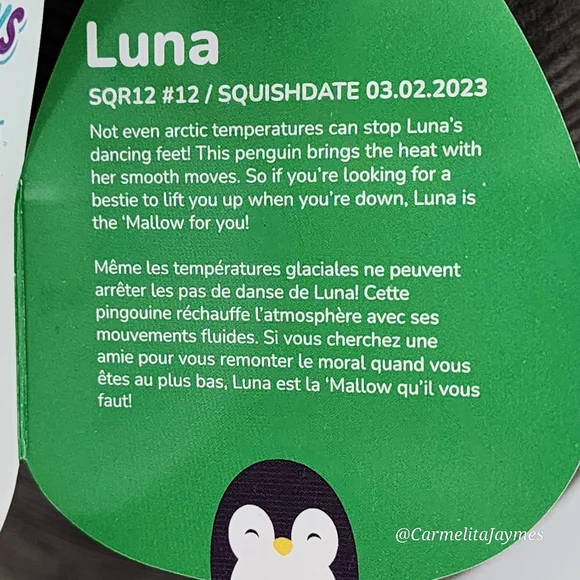 Luna
SQR12 #12 / SQUISHDATE 03.02.2023
Not even arctic temperatures can stop Luna's
dancing feet! This penguin brings the heat with
her smooth moves. So if you're looking for a
bestie to lift you up when you're down, Luna is
the ‘Mallow for you!
Même les températures glaciales ne peuvent
arrêter les pas de danse de Luna! Cette
pingouine réchauffe l'atmosphère avec ses
mouvements fluides. Si vous cherchez une
amie pour vous remonter le moral quand vous
êtes au plus bas, Luna est la ‘Mallow qu'il vous
faut!
@CarmelitaJaymes